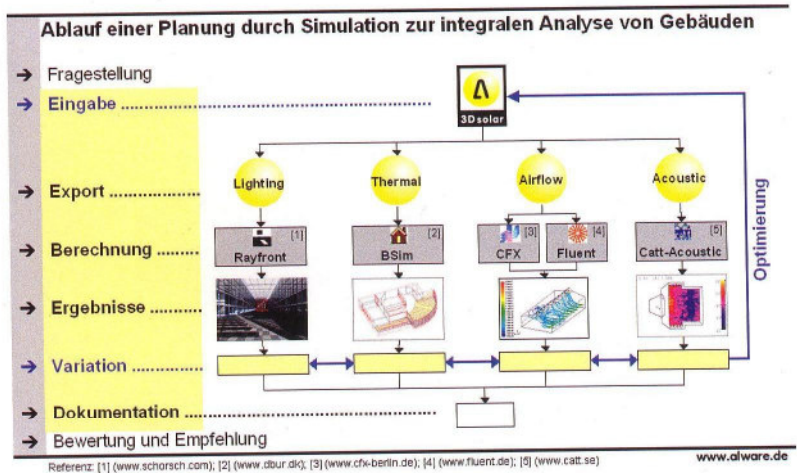 Ablauf einer Planung durch Simulation zur integralen Analyse von Gebäuden
Fragestellung
Eingabe
3Dsolar
Export
Lighting
Thermal
Airflow
Acoustic
Berechnung
[1]
Rayfront
[2]
BSim
[3]
CFX
[4]
Fluent
[5]
Catt-Acoustic
Optimierung
Ergebnisse
Variation
Dokumentation
Bewertung und Empfehlung
Referenz: [1] (www.schorsch.com); [2] (www.dbur.dk); [3] (www.cfx-berlin.de); [4] (www.fluent.de); [5] (www.catt.se)
www.alware.de